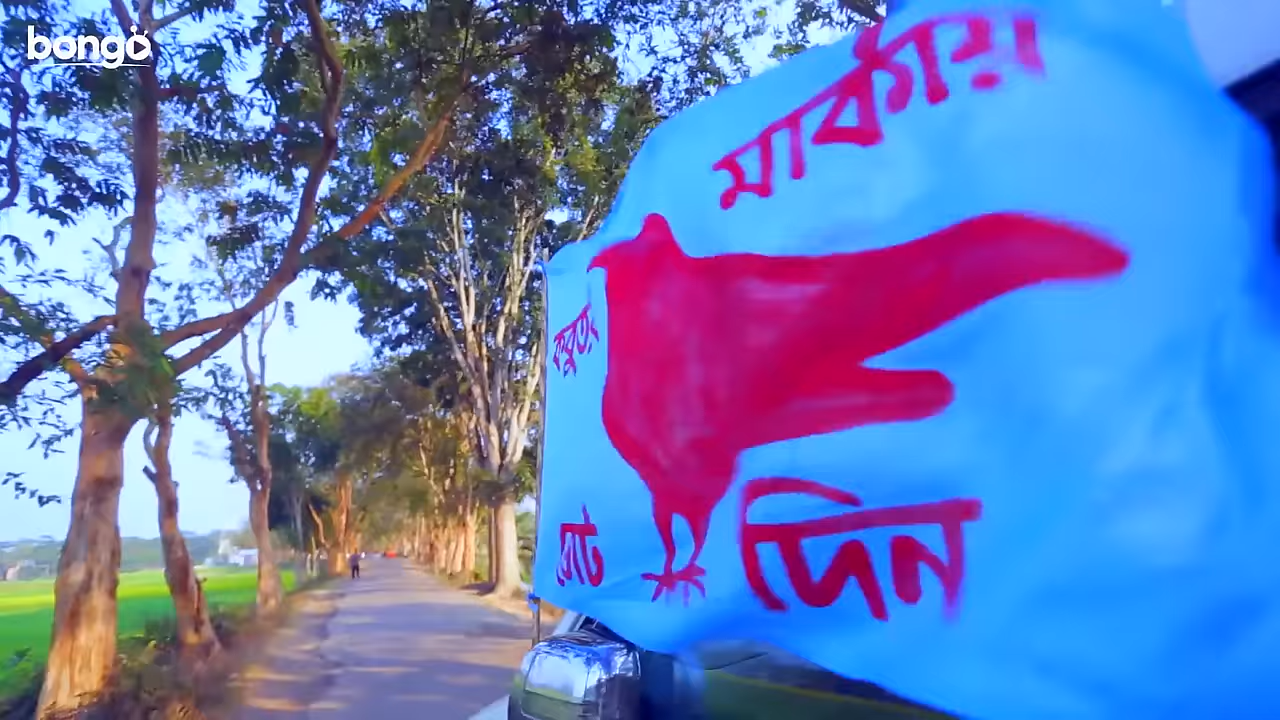 bongo
মার্কায়
কবুতর
ভোট
দিন